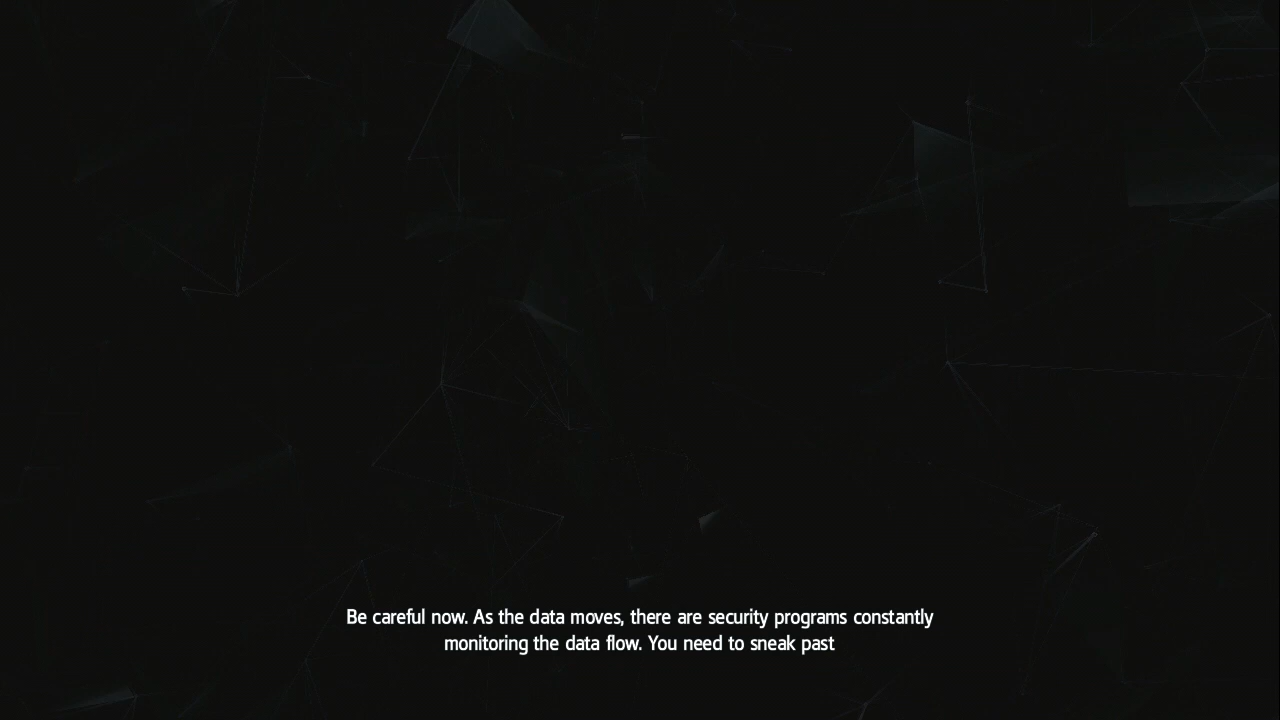 Be careful now. As the data moves, there are security programs constantly
monitoring the data flow. You need to sneak past